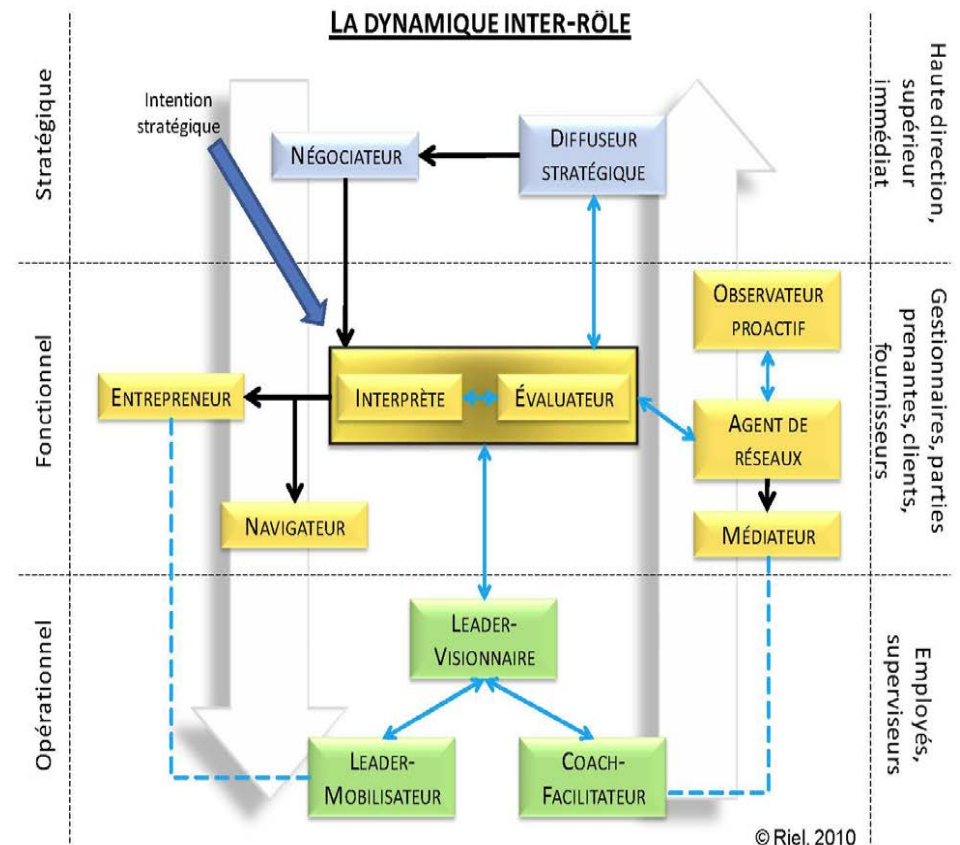 LA DYNAMIQUE INTER-RÔLE
Stratégique
Intention
stratégique
NÉGOCIATEUR
DIFFUSEUR
STRATÉGIQUE
Haute direction,
supérieur
immédiat
Fonctionnel
ENTREPRENEUR
INTERPRÈTE
ÉVALUATEUR
NAVIGATEUR
OBSERVATEUR
PROACTIF
AGENT DE
RÉSEAUX
MÉDIATEUR
Gestionnaires, parties
prenantes, clients,
fournisseurs
Opérationnel
LEADER-
VISIONNAIRE
LEADER-
MOBILISATEUR
COACH-
FACILITATEUR
Employés,
superviseurs
© Riel, 2010